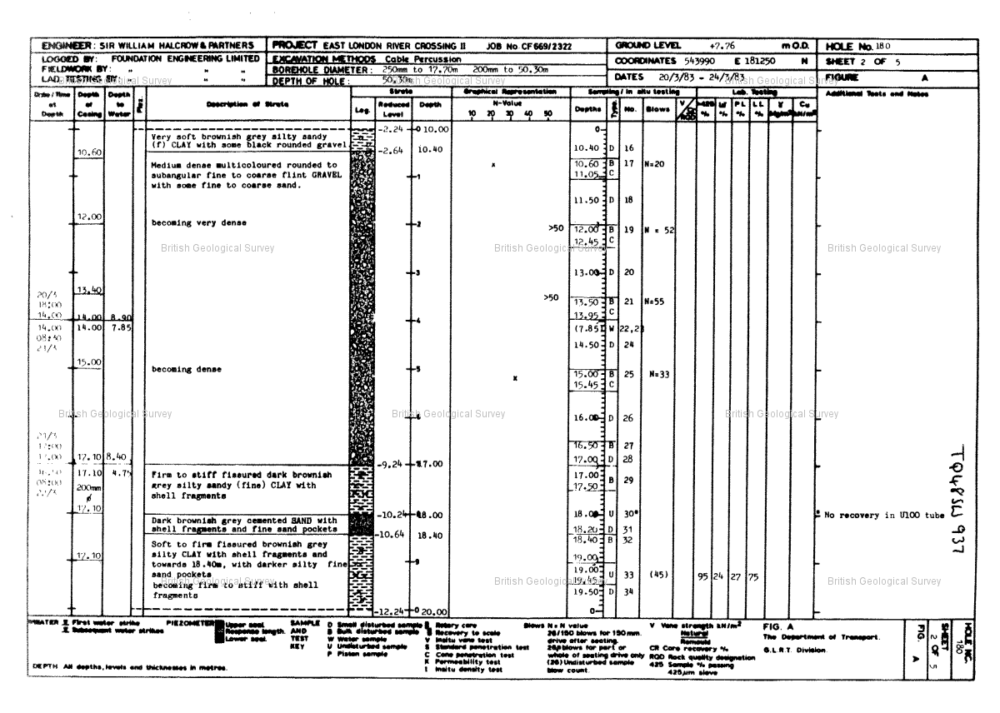 ENGINEER: SIR WILLIAM HALCROW & PARTNERS
PROJECT EAST LONDON RIVER CROSSING II JOB No. CF 669/2322
GROUND LEVEL +7.76 m O.D.
HOLE No. 180
LOGGED BY: FOUNDATION ENGINEERING LIMITED
FIELDWORK BY: " " "
LAB. TESTING BY: " " "
EXCAVATION METHODS Cable Percussion
BOREHOLE DIAMETER: 250mm to 17.70m 200mm to 50.30m
DEPTH OF HOLE: 50.30m
COORDINATES 543990 E 181250 N
DATES 20/3/83 - 24/3/83
SHEET 2 OF 5
FIGURE A
British Geological Survey British Geological Survey British Geological Survey
Date/Time at Depth
Depth of Casing
Depth to Water
Piez.
Description of Strata
Strata
Leg.
Reduced Level
Depth
Graphical Representation
N-Value
10 20 30 40 50
Sampling / in situ testing
Depths Type. No. Blows V/RQD %
Lab. Testing
>425 % W % PL % LL % γ Mg/m³ Cu kN/m²
Additional Tests and Notes
-2.24 0 10.00
0
Very soft brownish grey silty sandy
(f) CLAY with some black rounded gravel
10.40 D 16
10.60
-2.64 10.40
Medium dense multicoloured rounded to
subangular fine to coarse flint GRAVEL
with some fine to coarse sand.
x
10.60 B 17 N=20
11.05 C
1
11.50 D 18
12.00
becoming very dense
2
>50
12.00 B 19 N = 52
12.45 C
British Geological Survey British Geological Survey British Geological Survey
3
13.00 D 20
13.40
>50
13.50 B 21 N=55
13.95 C
20/3
18:00
14.00 14.00 8.90
4
14.00 14.00 7.85
08:30
21/3
(7.85) W 22,23
14.50 D 24
15.00
becoming dense
5
x
15.00 B 25 N=33
15.45 C
British Geological Survey British Geological Survey British Geological Survey
6
16.00 D 26
21/3
17.10 8.40
16.50 B 27
17.00 D 28
-9.24 17.00
17.10 4.75
08:00
22/3
200mm
ø
17.10
Firm to stiff fissured dark brownish
grey silty sandy (fine) CLAY with
shell fragments
17.00
17.50 B 29
-10.24 18.00
Dark brown grey cemented SAND with
shell fragments and fine sand pockets
18.00 U 30*
* No recovery in U100 tube
18.20 D 31
-10.64 18.40
18.40 B 32
17.10
Soft to firm fissured brownish grey
silty CLAY with shell fragments and
towards 18.40m, with darker silty fine
sand pockets
becoming firm to stiff with shell
fragments
9
19.00
19.00
19.45 U 33 (45) 95 24 27 75
19.50 D 34
British Geological Survey British Geological Survey British Geological Survey
-12.24 0 20.00
0
TQ48SW 937
WATER First water strike
Subsequent water strikes
PIEZOMETER
Upper seal.
Response length.
Lower seal.
SAMPLE AND TEST KEY
D Small disturbed sample
B Bulk disturbed sample
W Water sample
U Undisturbed sample
P Piston sample
Rotary core
Recovery to scale
V Insitu vane test
S Standard penetration test
C Cone penetration test
K Permeability test
I Insitu density test
Blows N = N value
26/150 blows for 150mm.
drive after seating.
26* blows for part or
whole of seating drive only
(26) Undisturbed sample
blow count.
V Vane strength kN/m²
Natural
Remould
CR Core recovery %
RQD Rock quality designation
425 Sample % passing
425µm sieve
FIG. A
The Department of Transport.
G.L.R.T. Division.
DEPTH All depths, levels and thicknesses in metres.
FIG. A
SHEET 2 OF 5
HOLE No. 180